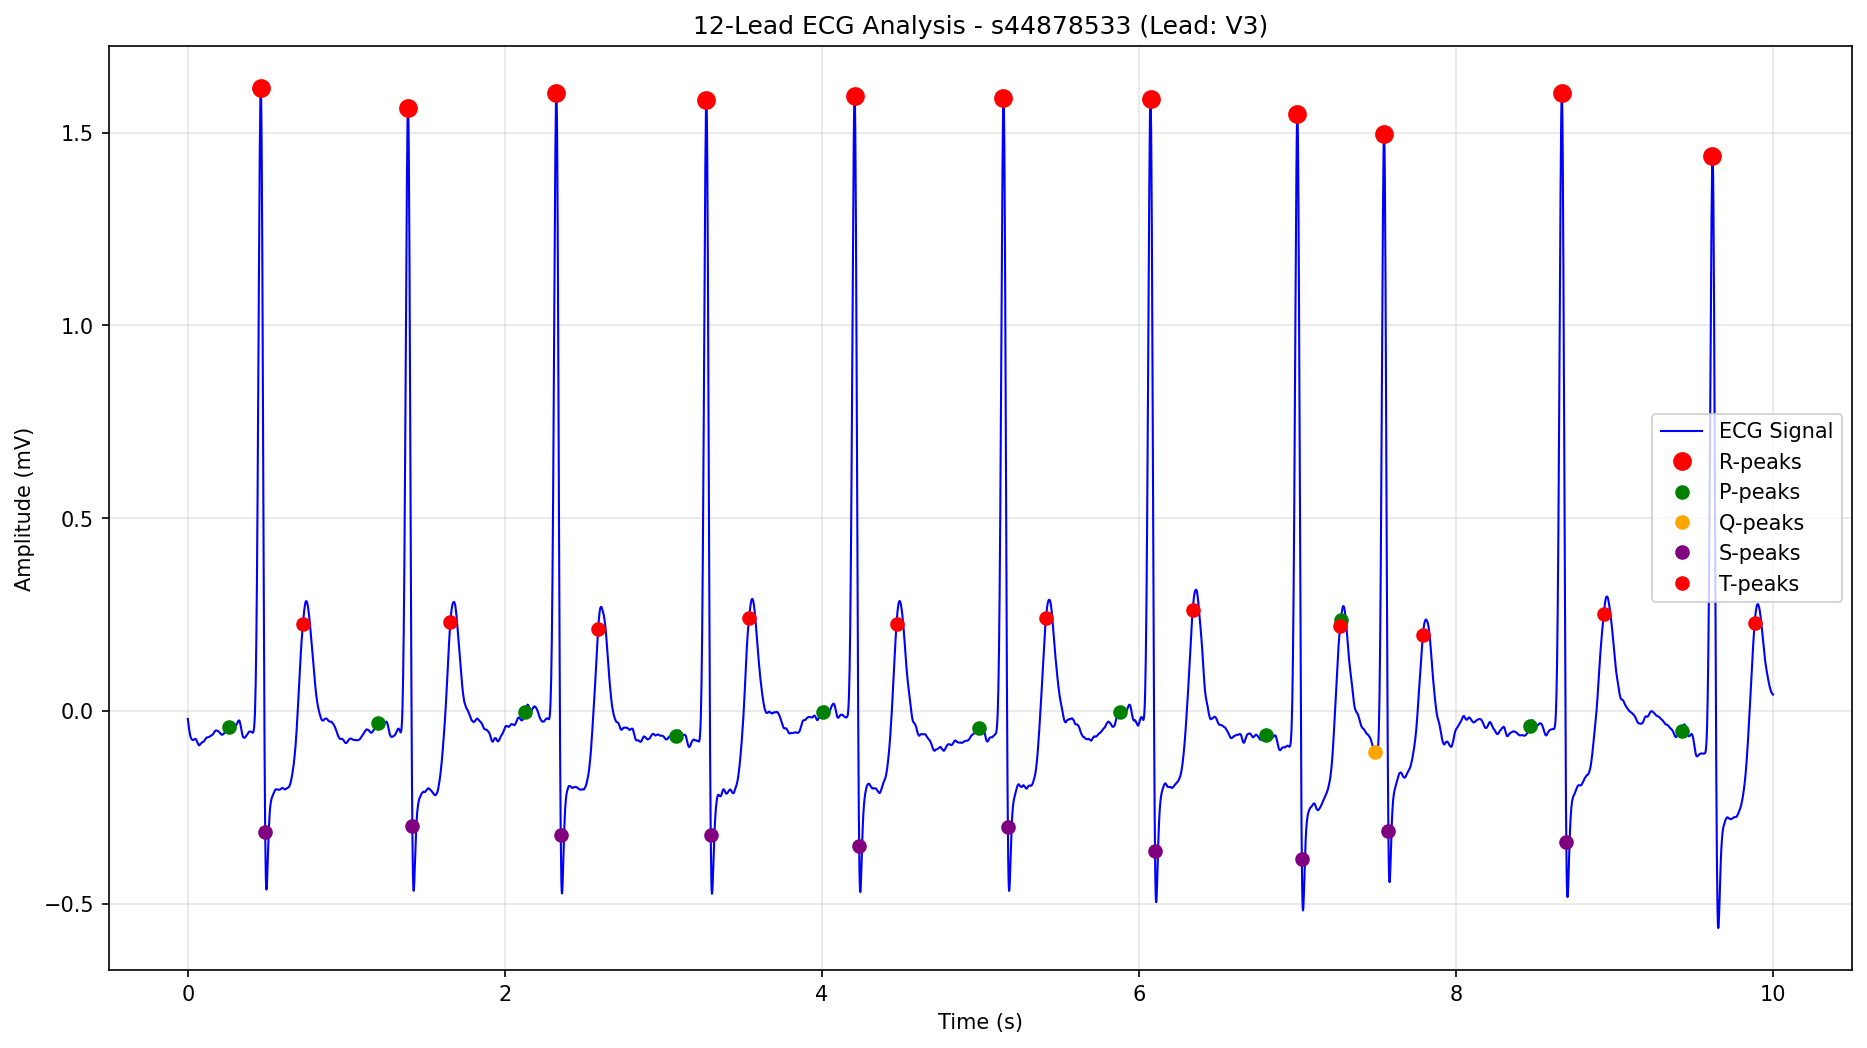 12-Lead ECG Analysis - s44878533 (Lead: V3)
Amplitude (mV)
1.5
1.0
0.5
0.0
−0.5
0 2 4 6 8 10
Time (s)
ECG Signal
R-peaks
P-peaks
Q-peaks
S-peaks
T-peaks